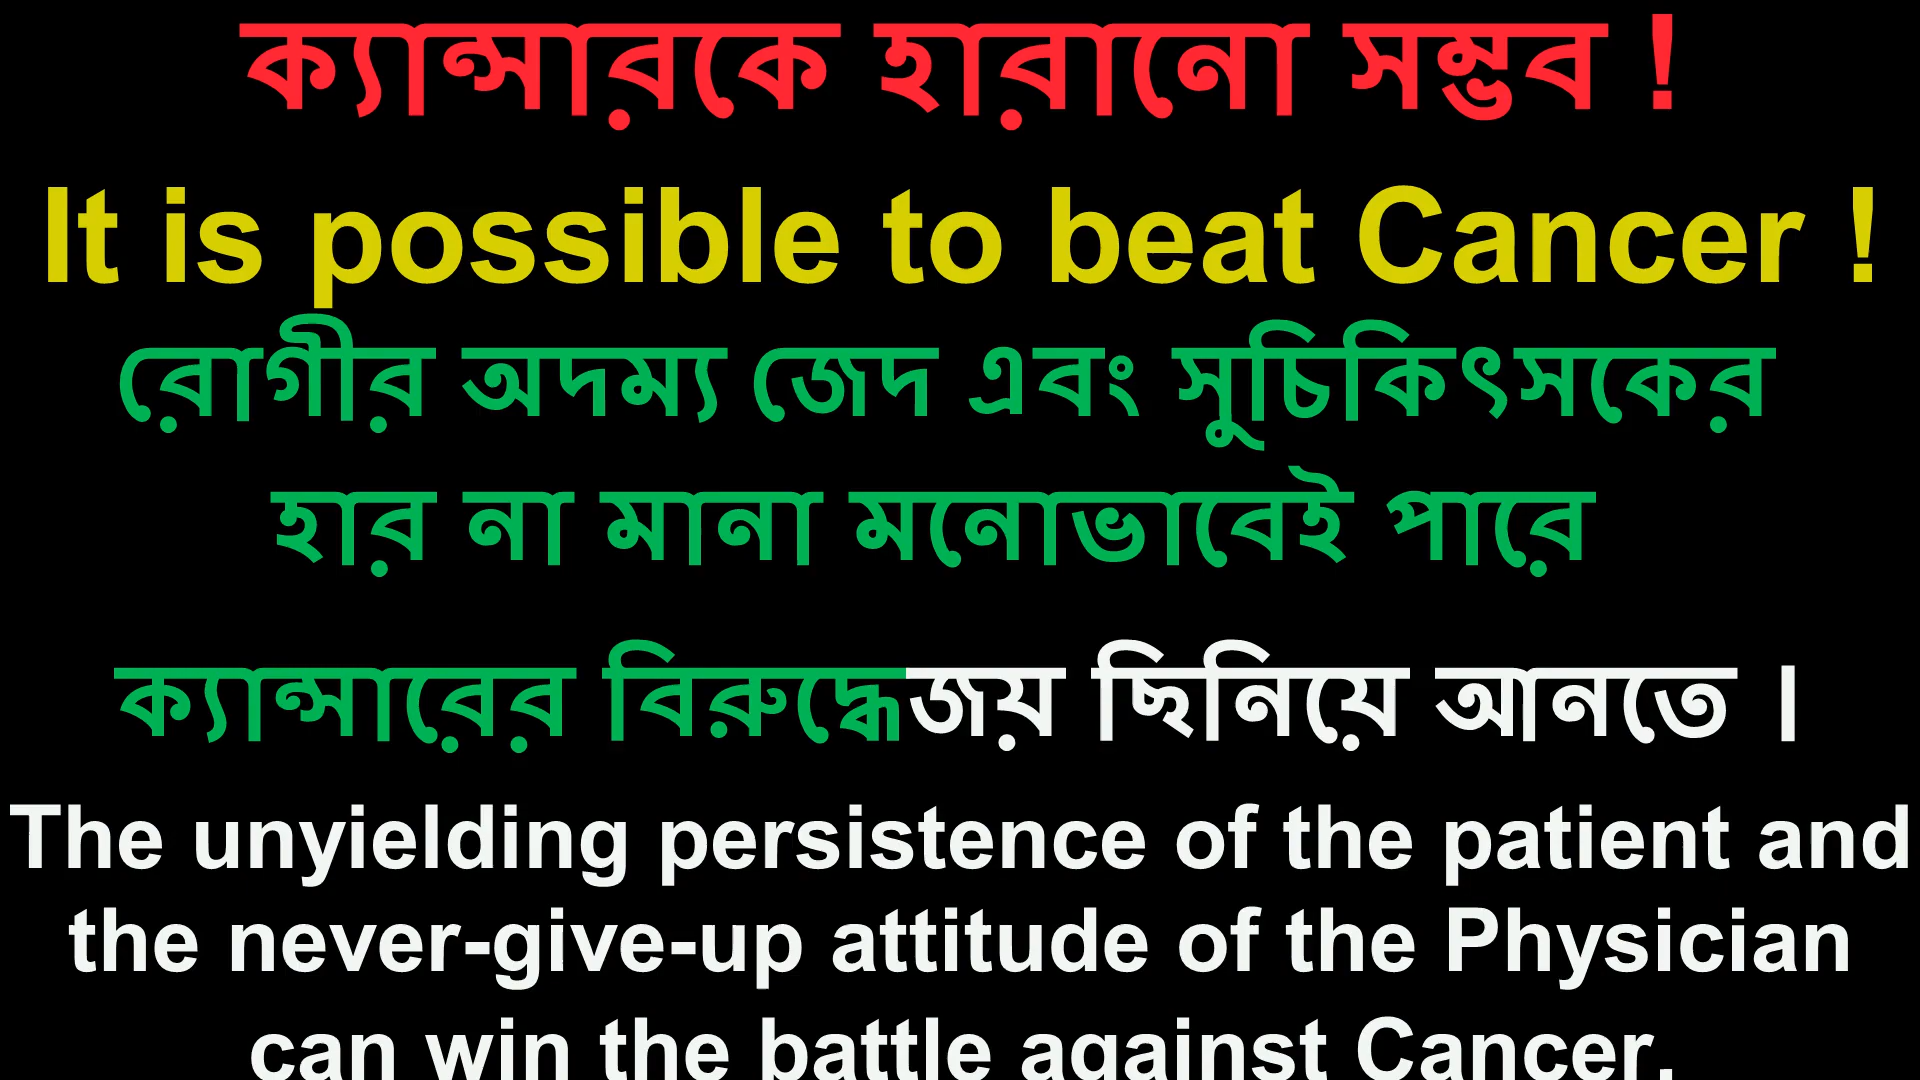 ক্যান্সারকে হারানো সম্ভব !
It is possible to beat Cancer !
রোগীর অদম্য জেদ এবং সুচিকিৎসকের
হার না মানা মনোভাবেই পারে
ক্যান্সারের বিরুদ্ধেজয় ছিনিয়ে আনতে ।
The unyielding persistence of the patient and
the never-give-up attitude of the Physician
can win the battle against Cancer.